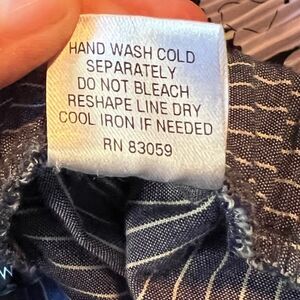 HAND WASH COLD
SEPARATELY
DO NOT BLEACH
RESHAPE LINE DRY
COOL IRON IF NEEDED
RN 83059